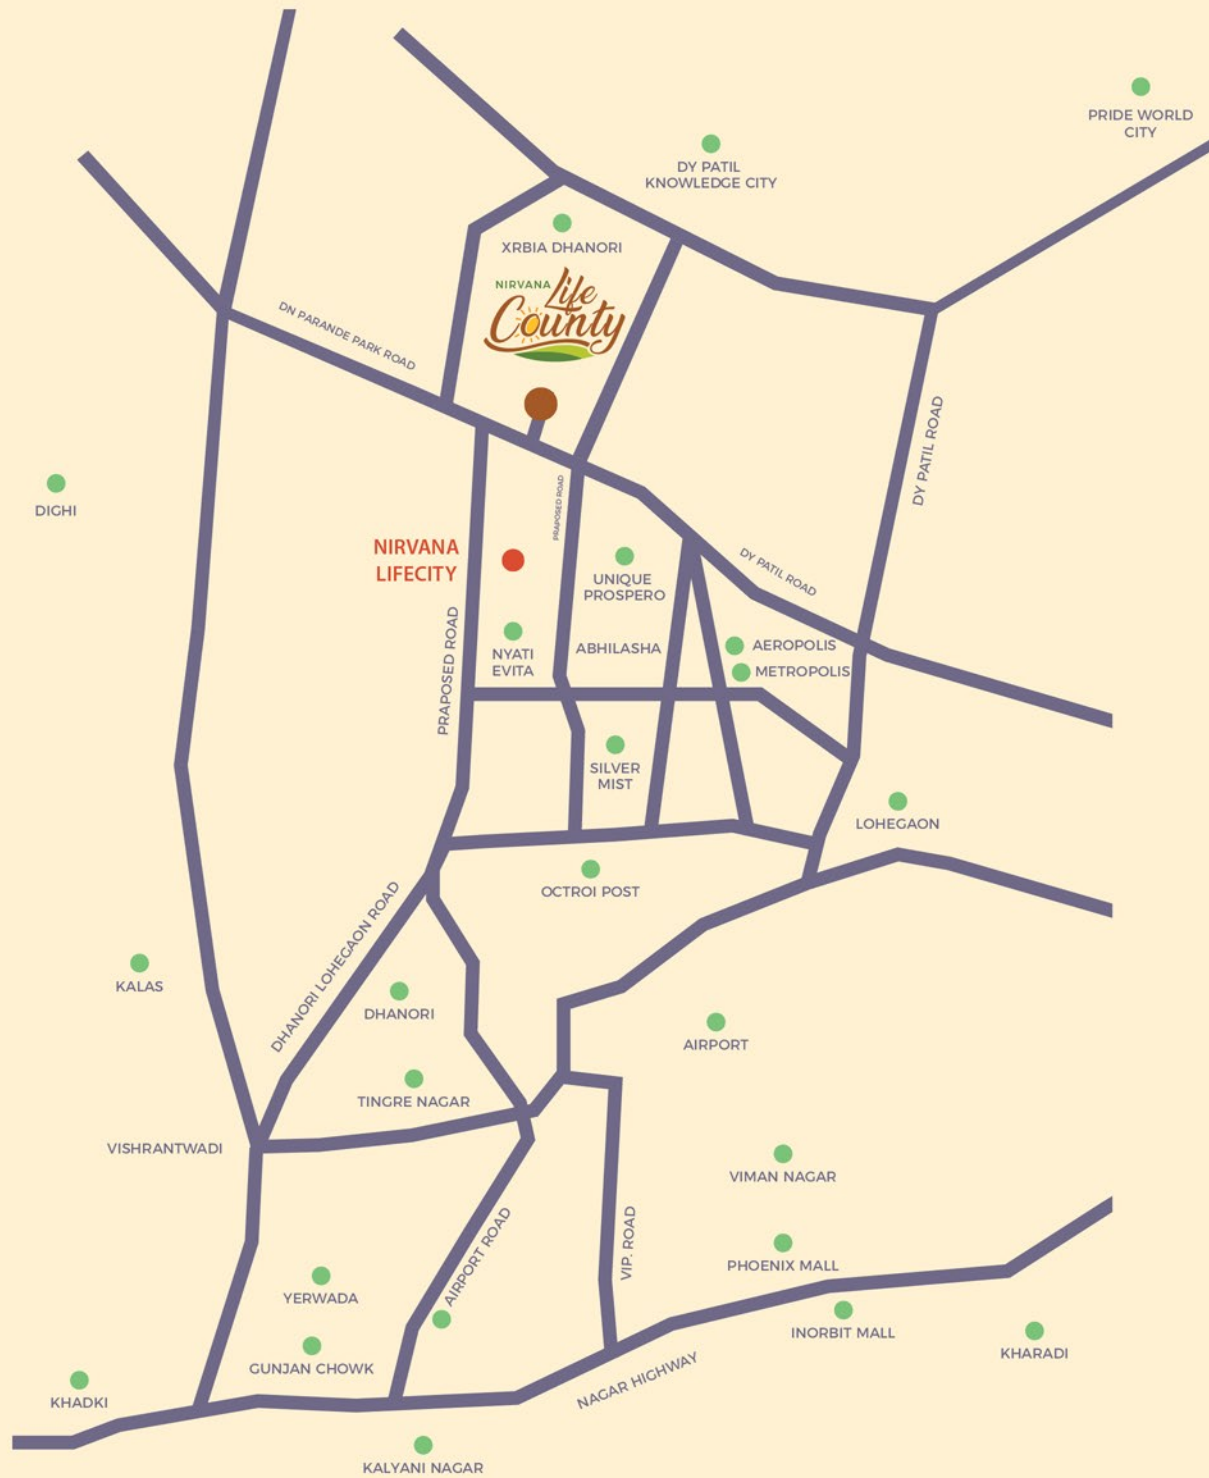 PRIDE WORLD
CITY
DY PATIL
KNOWLEDGE CITY
XRBIA DHANORI
NIRVANA
Life
County
DN PARANDE PARK ROAD
DY PATIL ROAD
DIGHI
PRAPOSED ROAD
NIRVANA
LIFECITY
UNIQUE
PROSPERO
DY PATIL ROAD
PRAPOSED ROAD
NYATI
EVITA
ABHILASHA
AEROPOLIS
METROPOLIS
SILVER
MIST
LOHEGAON
OCTROI POST
DHANORI LOHEGAON ROAD
KALAS
DHANORI
AIRPORT
TINGRE NAGAR
VISHRANTWADI
VIMAN NAGAR
AIRPORT ROAD
VIP. ROAD
PHOENIX MALL
YERWADA
INORBIT MALL
KHARADI
GUNJAN CHOWK
NAGAR HIGHWAY
KHADKI
KALYANI NAGAR